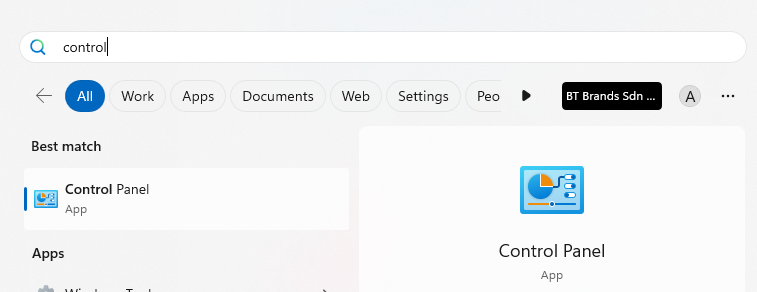 control
All Work Apps Documents Web Settings Peo BT Brands Sdn ... A ...
Best match
Control Panel
App
Control Panel
App
Apps